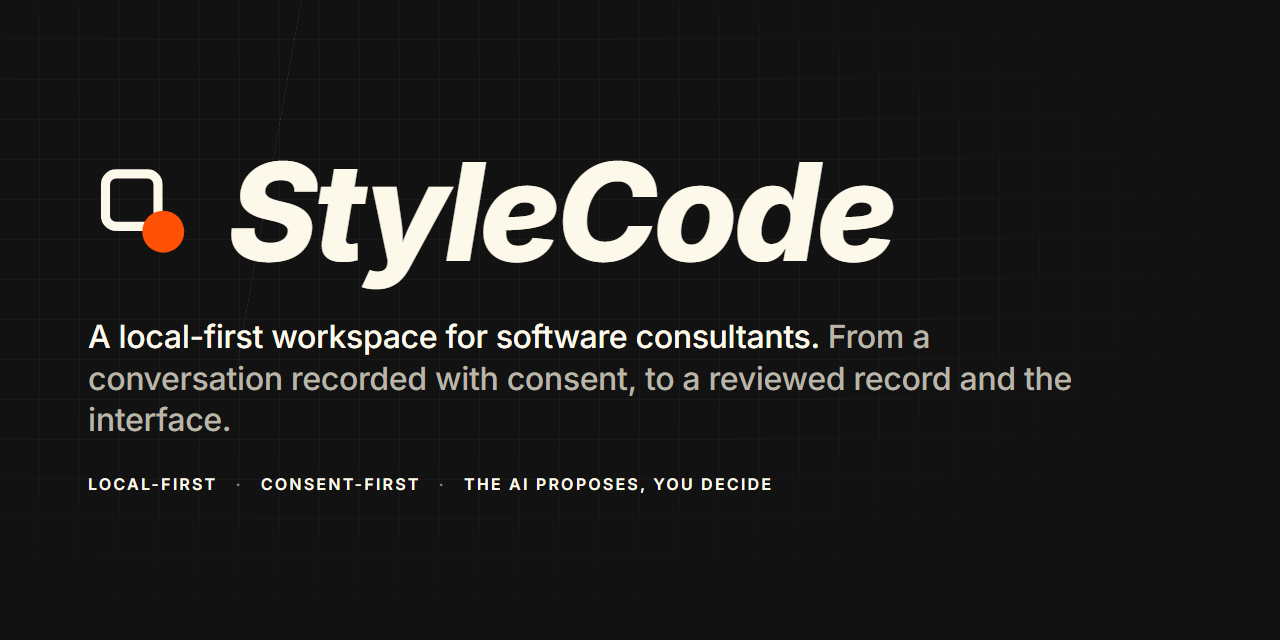 StyleCode
A local-first workspace for software consultants. From a
conversation recorded with consent, to a reviewed record and the
interface.
LOCAL-FIRST · CONSENT-FIRST · THE AI PROPOSES, YOU DECIDE